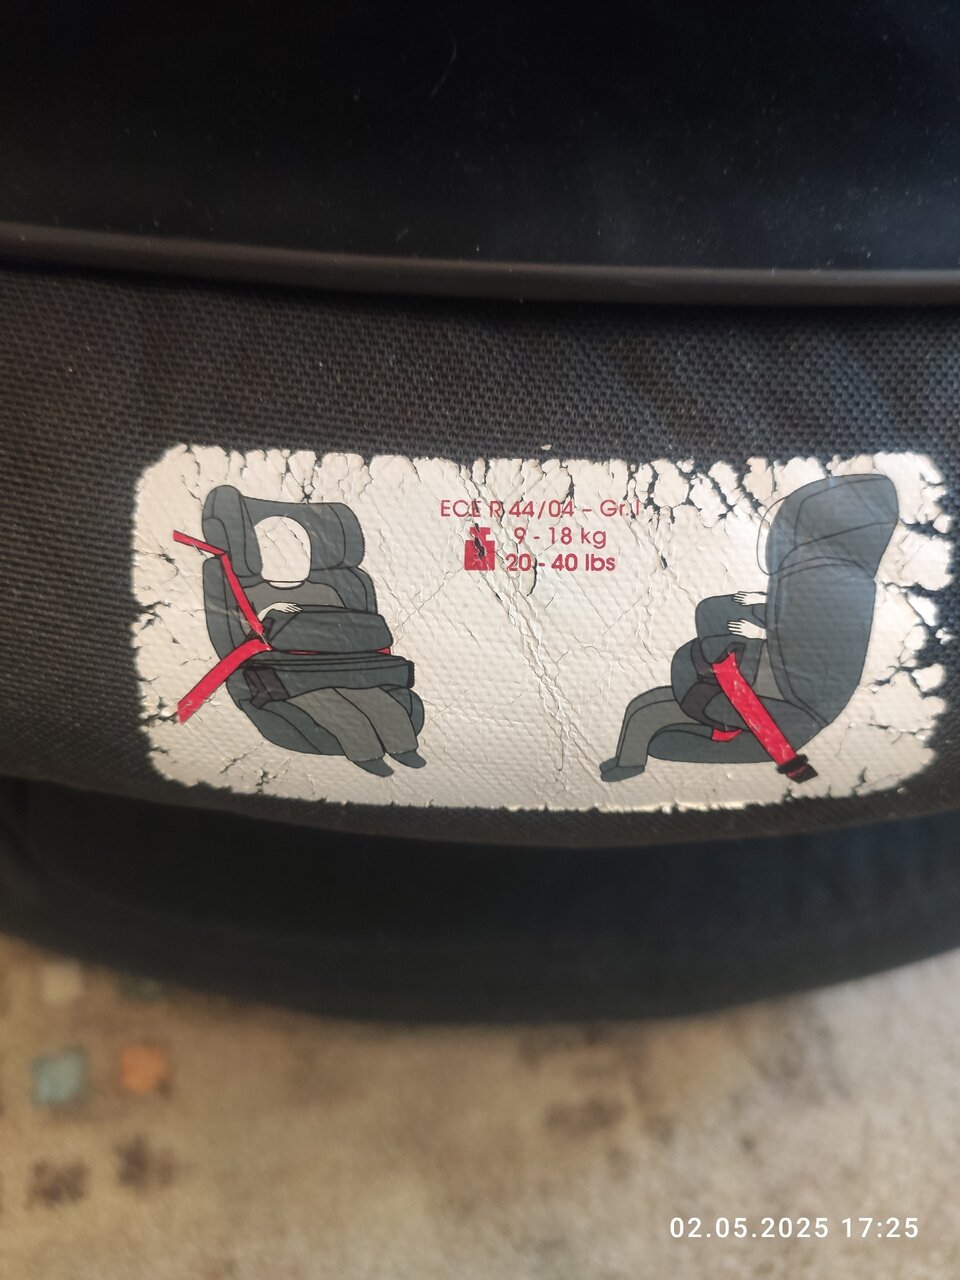 ECE R 44/04 - Gr.I
9 - 18 kg
20 - 40 lbs
02.05.2025 17:25